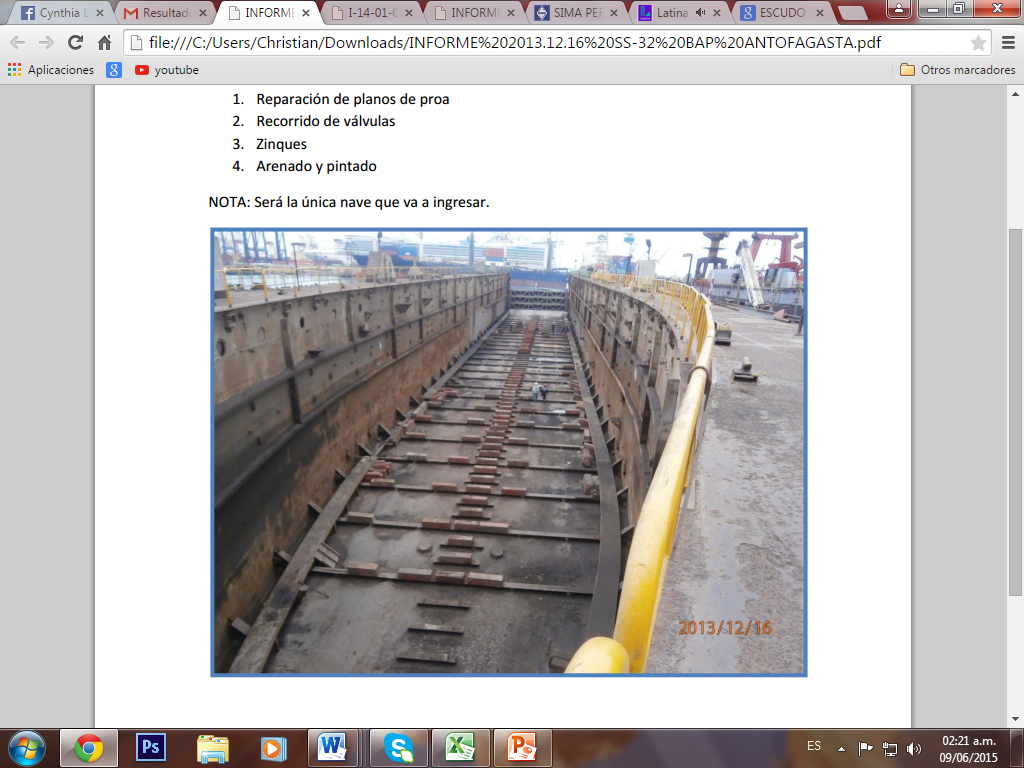 Cynthia L
Resultado
INFORME
I-14-01-0
INFORME
SIMA PER
Latina
ESCUDO
file:///C:/Users/Christian/Downloads/INFORME%202013.12.16%20SS-32%20BAP%20ANTOFAGASTA.pdf
Aplicaciones
youtube
Otros marcadores
1. Reparación de planos de proa
2. Recorrido de válvulas
3. Zinques
4. Arenado y pintado
NOTA: Será la única nave que va a ingresar.
2013/12/16
ES
02:21 a.m.
09/06/2015